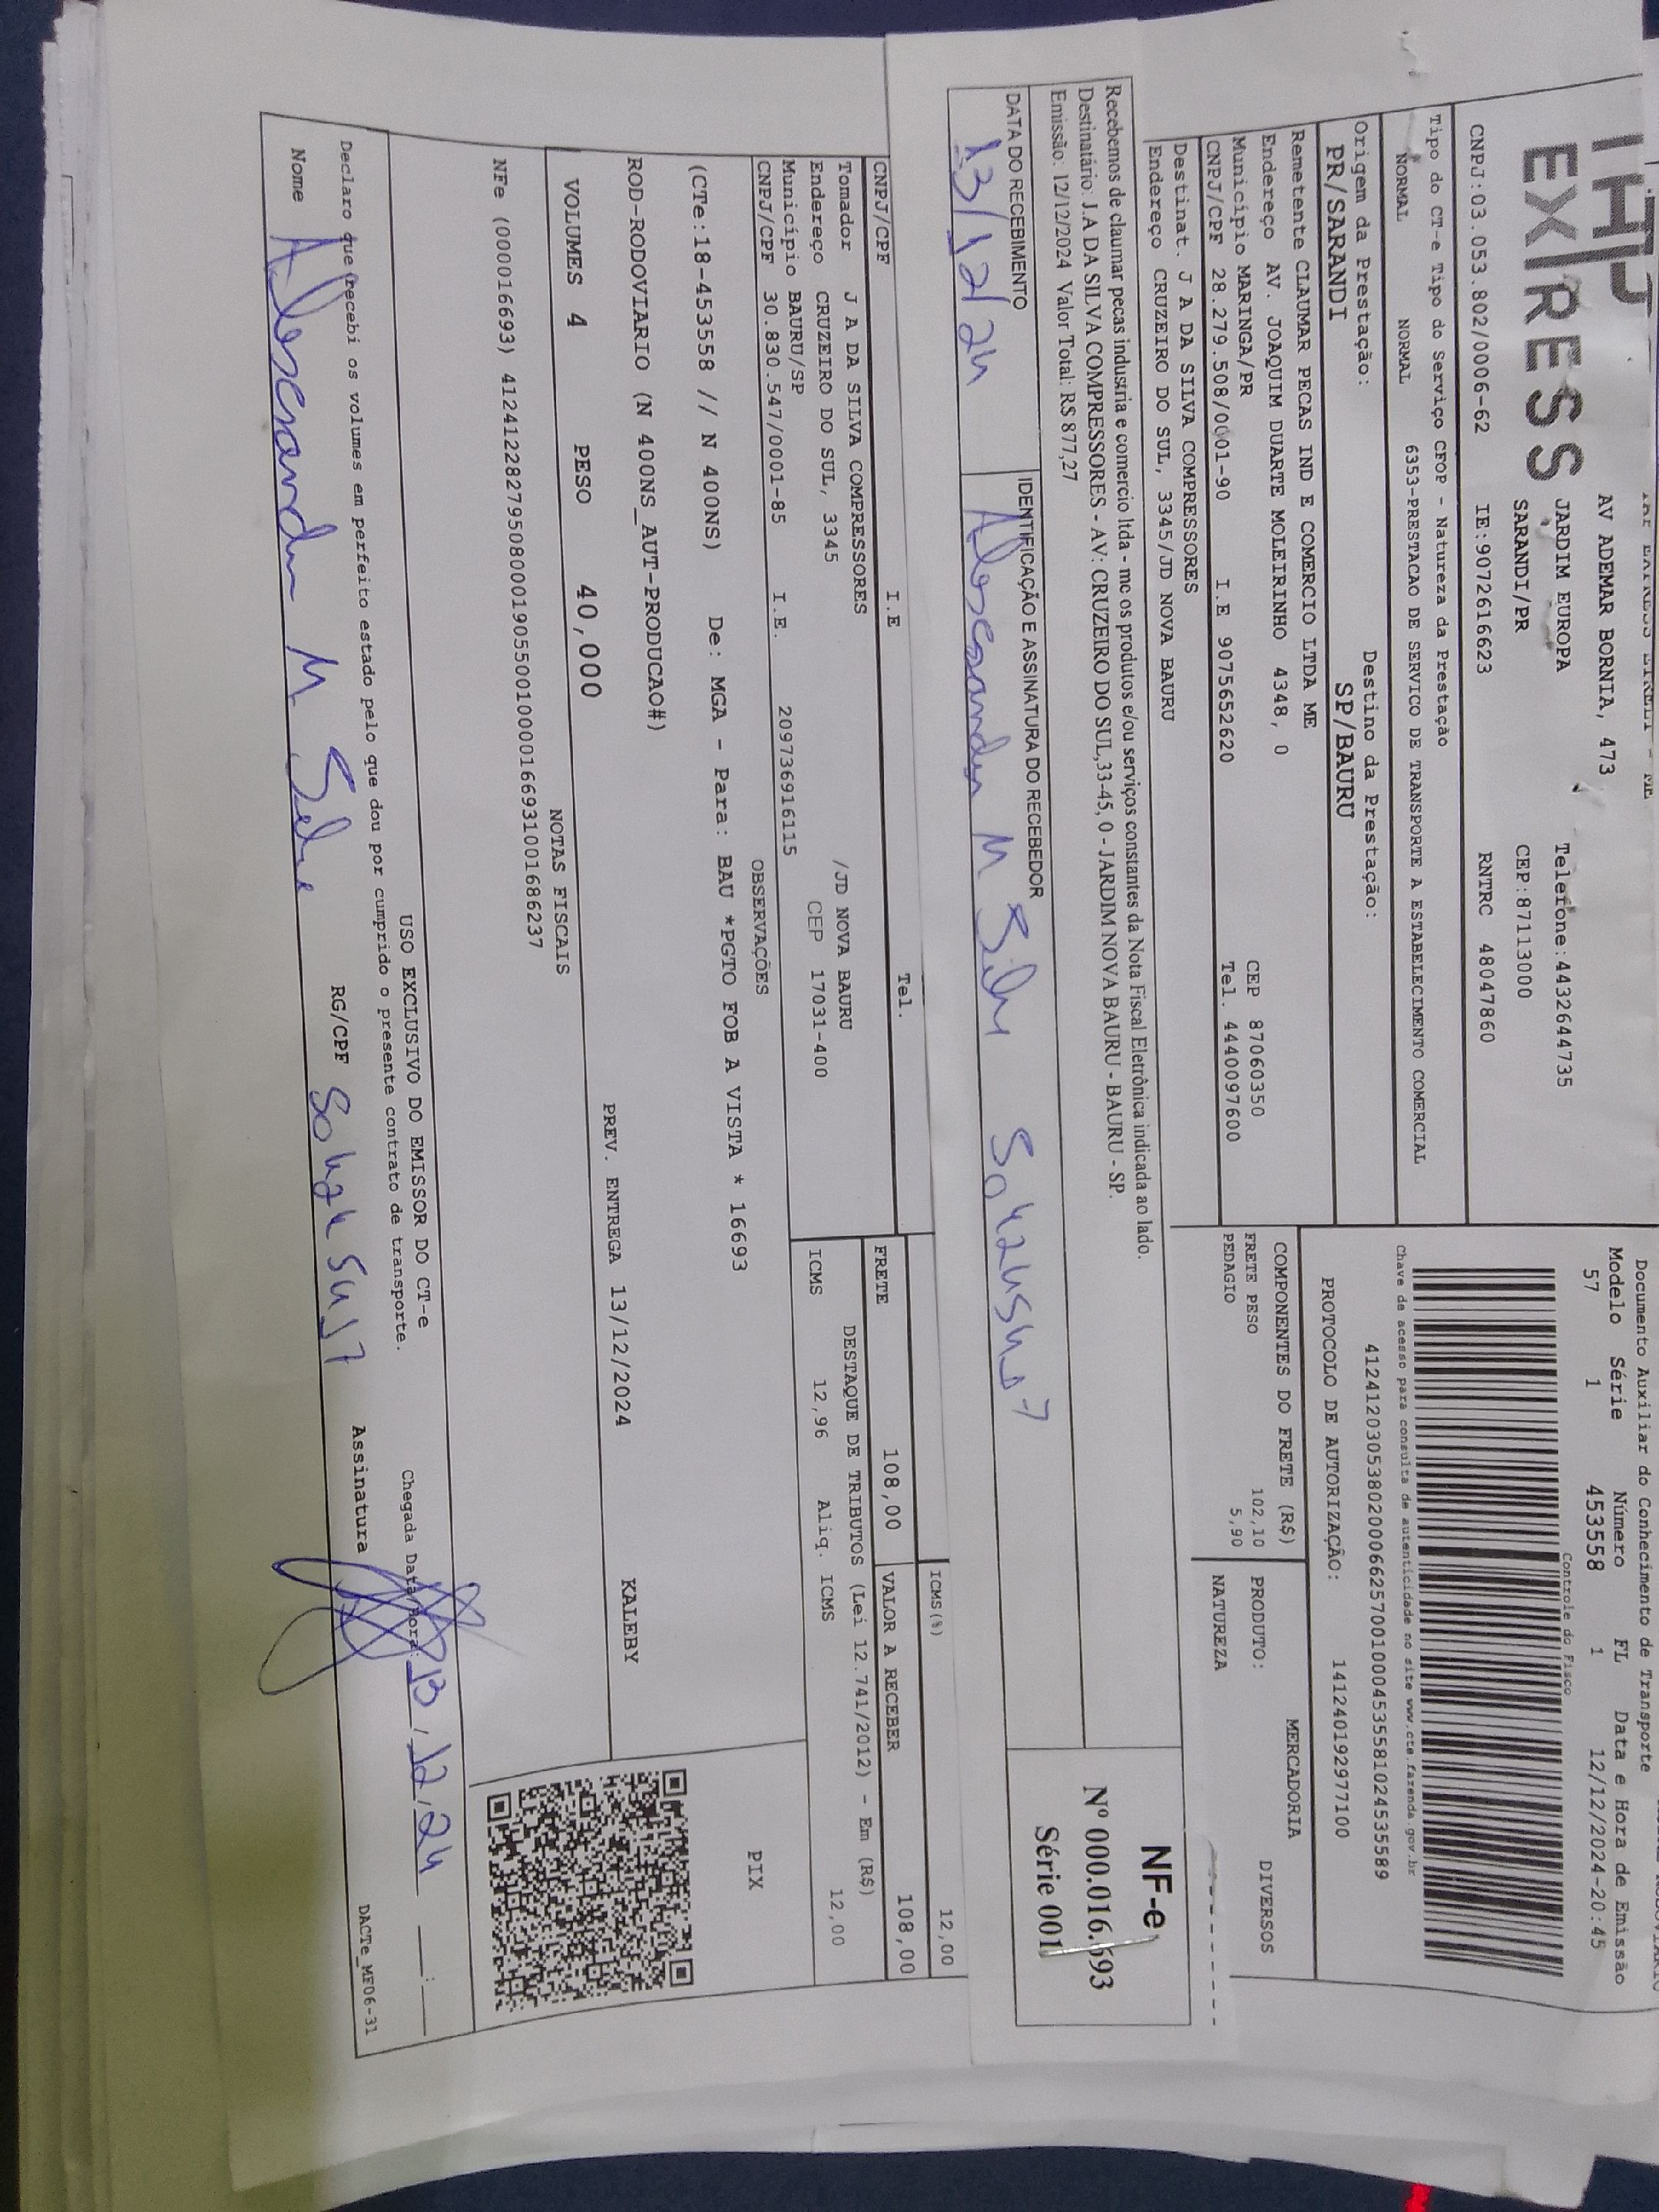 EXPRESS
AV ADEMAR BORNIA, 473
JARDIM EUROPA Telefone:4432644735
SARANDI/PR CEP:87113000
CNPJ:03.053.802/0006-62 IE:9072616623 RNTRC 48047860
Documento Auxiliar do Conhecimento de Transporte
Modelo Série Número FL Data e Hora de Emissão
57 1 453558 1 12/12/2024-20:45
Controle do Fisco
Chave de acesso para consulta de autenticidade no site www.cte.fazenda.gov.br
41241203053802000662570010004535581024535589
PROTOCOLO DE AUTORIZAÇÃO: 141240192977100
Tipo do CT-e Tipo do Serviço CFOP - Natureza da Prestação
NORMAL NORMAL 6353-PRESTACAO DE SERVICO DE TRANSPORTE A ESTABELECIMENTO COMERCIAL
Origem da Prestação: Destino da Prestação:
PR/SARANDI SP/BAURU
Remetente CLAUMAR PECAS IND E COMERCIO LTDA ME
Endereço AV. JOAQUIM DUARTE MOLEIRINHO 4348, 0
Município MARINGA/PR CEP 87060350
CNPJ/CPF 28.279.508/0001-90 I.E 9075652620 Tel. 4440097600
Destinat. J A DA SILVA COMPRESSORES
Endereço CRUZEIRO DO SUL, 3345/JD NOVA BAURU
COMPONENTES DO FRETE (R$) MERCADORIA
FRETE PESO 102,10 PRODUTO: DIVERSOS
PEDAGIO 5,90 NATUREZA
Recebemos de claumar pecas industria e comercio ltda - mc os produtos e/ou serviços constantes da Nota Fiscal Eletrônica indicada ao lado.
Destinatário: J.A DA SILVA COMPRESSORES - AV: CRUZEIRO DO SUL,33-45, 0 - JARDIM NOVA BAURU - BAURU - SP.
Emissão: 12/12/2024 Valor Total: R$ 877,27
DATA DO RECEBIMENTO IDENTIFICAÇÃO E ASSINATURA DO RECEBEDOR
13/12/24
NF-e
Nº 000.016.693
Série 001
CNPJ/CPF I.E Tel.
ICMS(%) 12,00
FRETE 108,00 VALOR A RECEBER 108,00
Tomador J A DA SILVA COMPRESSORES
Endereço CRUZEIRO DO SUL, 3345 /JD NOVA BAURU
Município BAURU/SP CEP 17031-400
CNPJ/CPF 30.830.547/0001-85 I.E. 209736916115
DESTAQUE DE TRIBUTOS (Lei 12.741/2012) - Em (R$)
ICMS 12,96 Aliq. ICMS 12,00
OBSERVAÇÕES
(CTe:18-453558 // N 400NS) De: MGA - Para: BAU *PGTO FOB A VISTA * 16693
PIX
ROD-RODOVIARIO (N 400NS_AUT-PRODUCAO#)
KALEBY
VOLUMES 4 PESO 40,000 PREV. ENTREGA 13/12/2024
NOTAS FISCAIS
NFe (000016693) 41241228279508000190550010000166931001686237
USO EXCLUSIVO DO EMISSOR DO CT-e
Declaro que recebi os volumes em perfeito estado pelo que dou por cumprido o presente contrato de transporte.
Chegada Data/Hora: 13/12/24
Nome RG/CPF Assinatura
DACTe_MF06-31